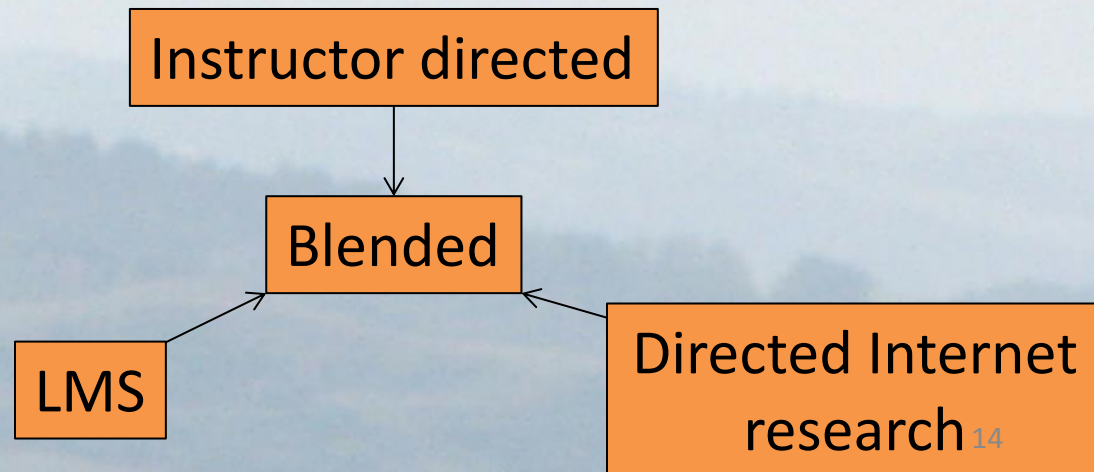 Instructor directed
Blended
LMS
Directed Internet
research 14